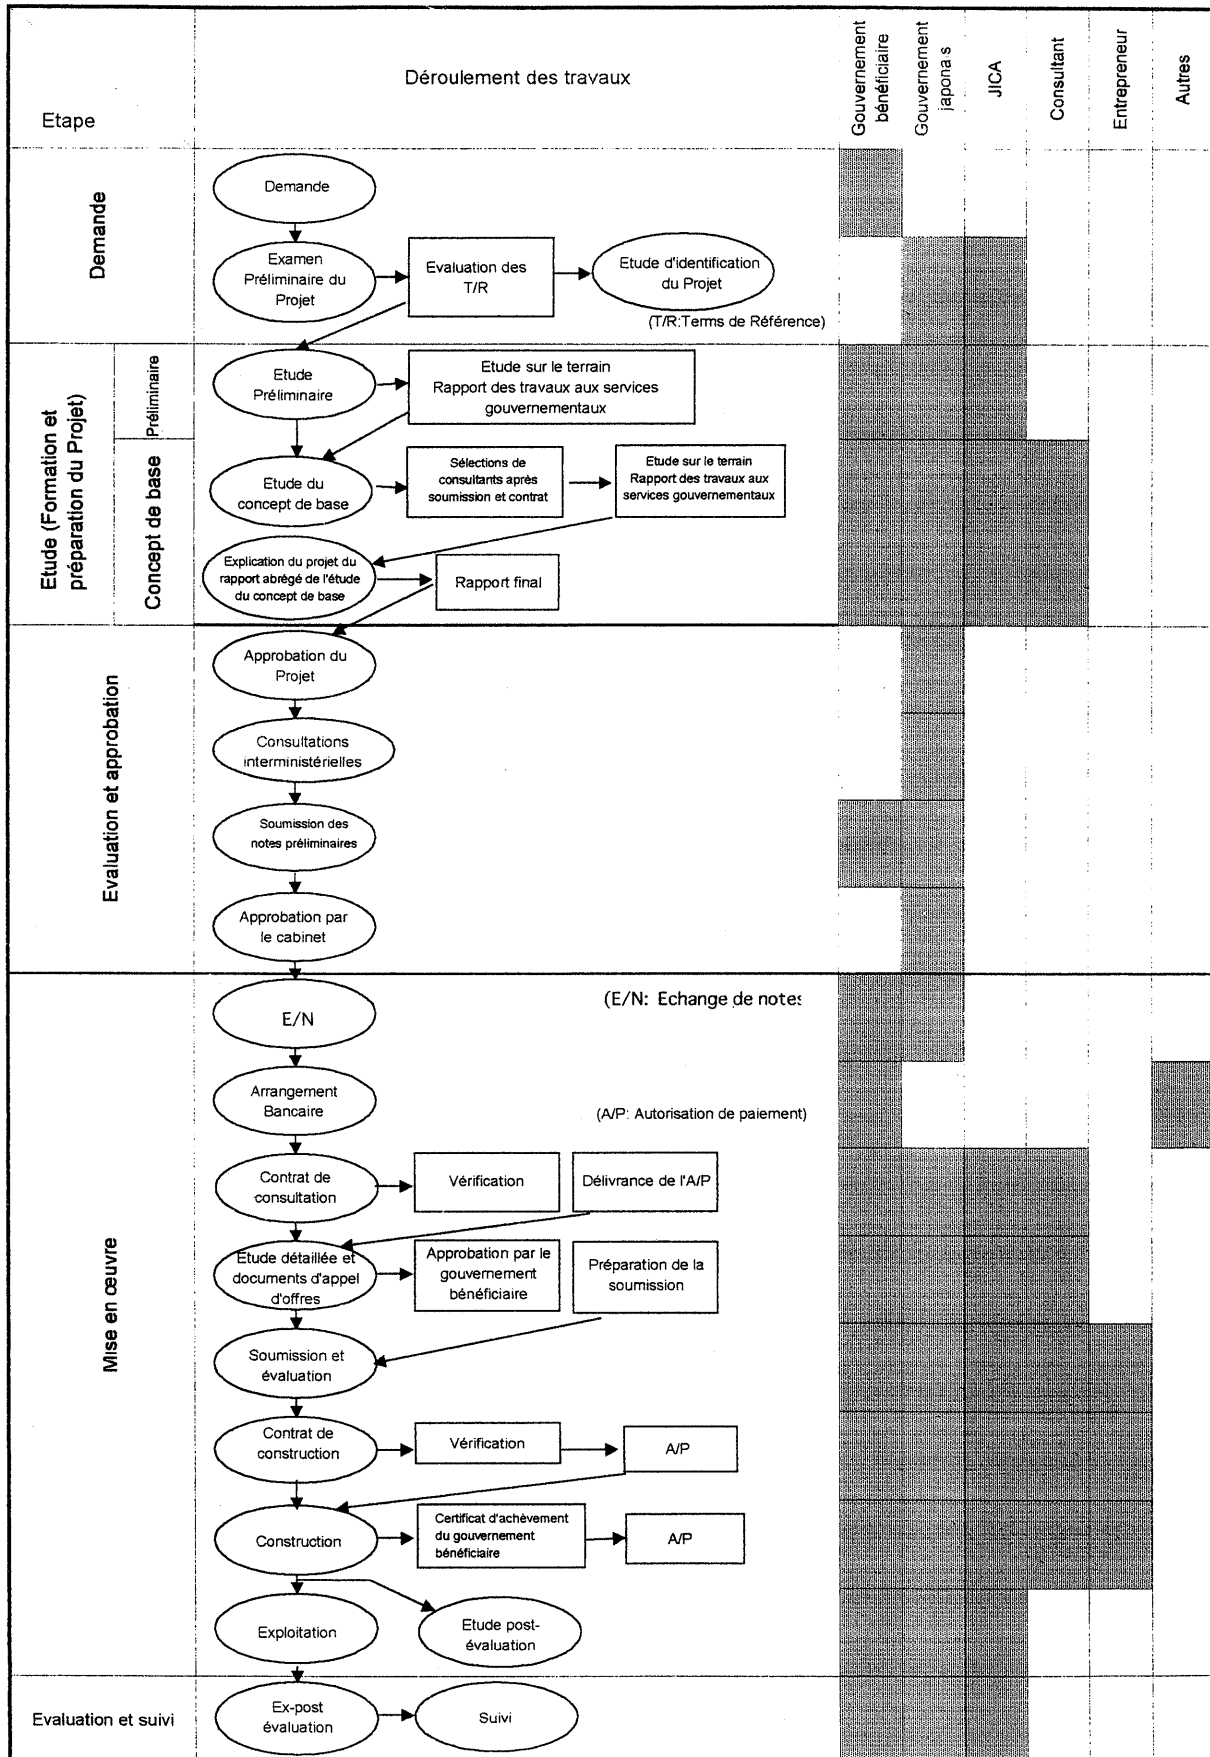 Etape
Déroulement des travaux
Gouvernement
bénéficiaire
Gouvernement
japonais
JICA
Consultant
Entrepreneur
Autres
Demande
Demande
Examen
Préliminaire du
Projet
Evaluation des
T/R
Etude d'identification
du Projet
(T/R:Terms de Référence)
Etude (Formation et
préparation du Projet)
Préliminaire
Etude
Préliminaire
Etude sur le terrain
Rapport des travaux aux services
gouvernementaux
Concept de base
Etude du
concept de base
Sélections de
consultants après
soumission et contrat
Etude sur le terrain
Rapport des travaux aux
services gouvernementaux
Explication du projet du
rapport abrégé de l'étude
du concept de base
Rapport final
Evaluation et approbation
Approbation du
Projet
Consultations
interministérielles
Soumission des
notes préliminaires
Approbation par
le cabinet
Mise en œuvre
E/N
(E/N: Echange de notes
Arrangement
Bancaire
(A/P: Autorisation de paiement)
Contrat de
consultation
Vérification
Délivrance de l'A/P
Etude détaillée et
documents d'appel
d'offres
Approbation par le
gouvernement
bénéficiaire
Préparation de la
soumission
Soumission et
évaluation
Contrat de
construction
Vérification
A/P
Construction
Certificat d'achèvement
du gouvernement
bénéficiaire
A/P
Exploitation
Etude post-
évaluation
Evaluation et suivi
Ex-post
évaluation
Suivi